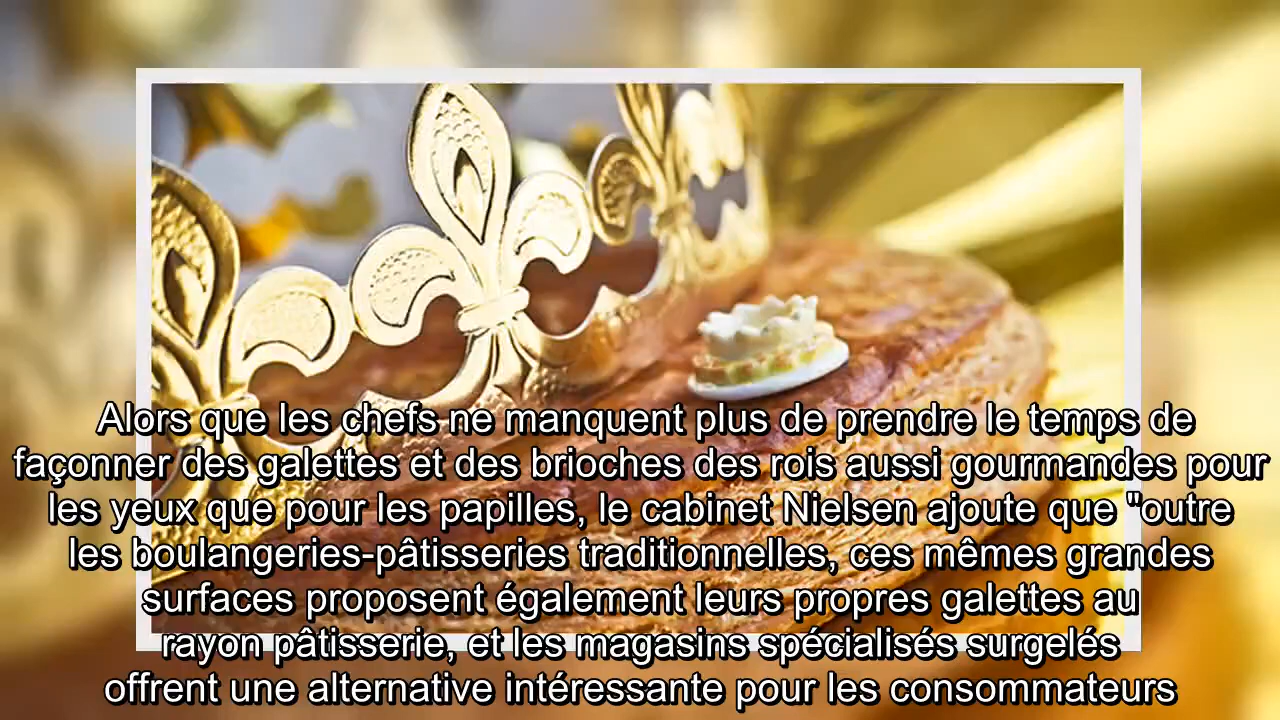 Alors que les chefs ne manquent plus de prendre le temps de
façonner des galettes et des brioches des rois aussi gourmandes pour
les yeux que pour les papilles, le cabinet Nielsen ajoute que "outre
les boulangeries-pâtisseries traditionnelles, ces mêmes grandes
surfaces proposent également leurs propres galettes au
rayon pâtisserie, et les magasins spécialisés surgelés
offrent une alternative intéressante pour les consommateurs